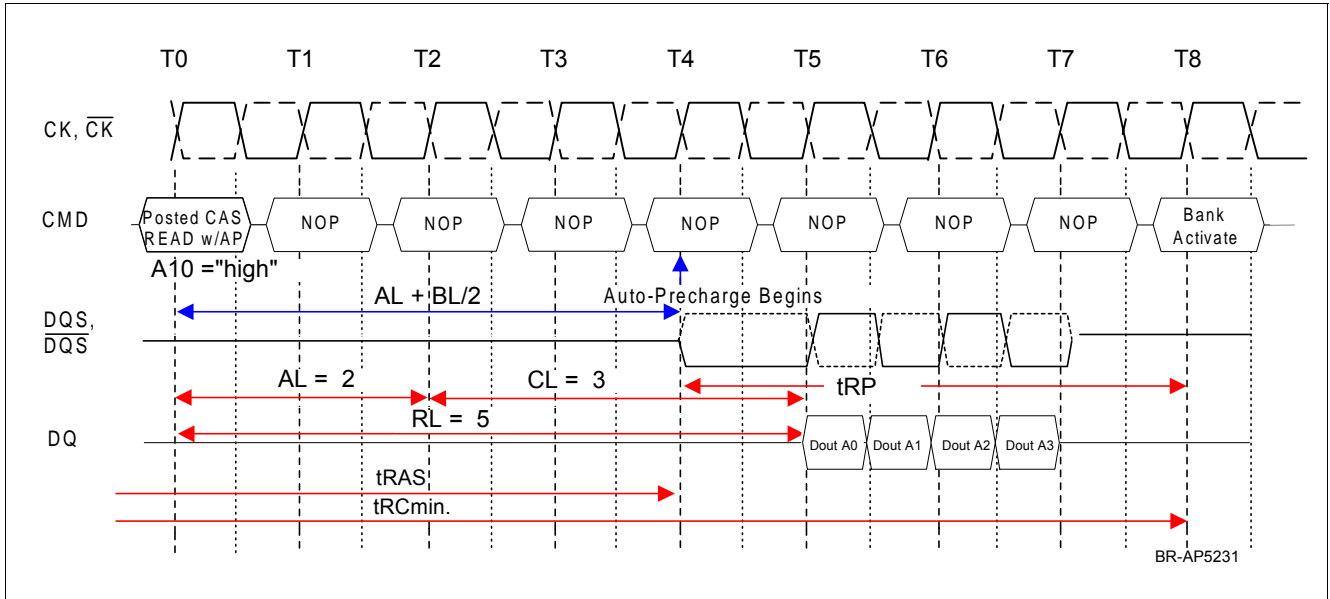 T0 T1 T2 T3 T4 T5 T6 T7 T8
CK, CK
CMD
Posted CAS
READ w/AP
NOP NOP NOP NOP NOP NOP NOP
Bank
Activate
A10 ="high"
AL + BL/2
Auto-Precharge Begins
DQS,
DQS
AL = 2
CL = 3
tRP
RL = 5
DQ
Dout A0 Dout A1 Dout A2 Dout A3
tRAS
tRCmin.
BR-AP5231